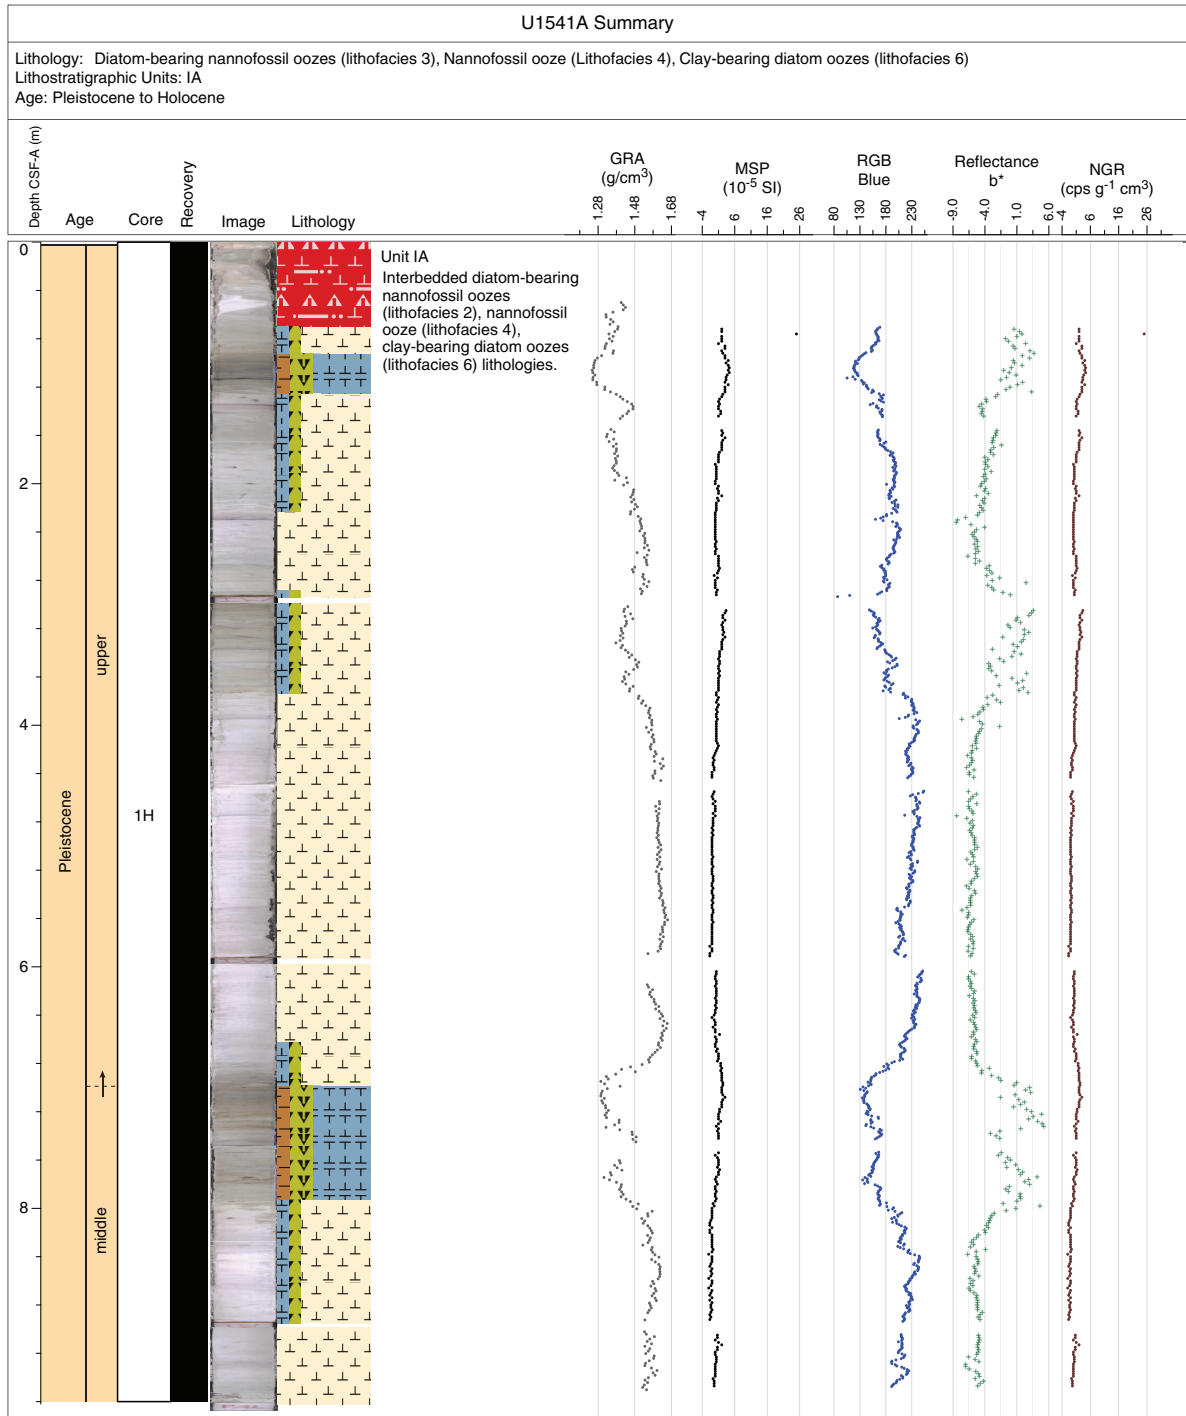 U1541A Summary
Lithology: Diatom-bearing nannofossil oozes (lithofacies 3), Nannofossil ooze (Lithofacies 4), Clay-bearing diatom oozes (lithofacies 6)
Lithostratigraphic Units: IA
Age: Pleistocene to Holocene
Depth CSF-A (m)
Age
Core
Recovery
Image
Lithology
GRA
(g/cm3)
1.28 1.48 1.68
MSP
(10-5 SI)
-4 6 16 26
RGB
Blue
80 130 180 230
Reflectance
b*
-9.0 -4.0 1.0 6.0
NGR
(cps g-1 cm3)
-4 6 16 26
0
2
4
6
8
Pleistocene
upper
middle
1H
Unit IA
Interbedded diatom-bearing
nannofossil oozes
(lithofacies 2), nannofossil
ooze (lithofacies 4),
clay-bearing diatom oozes
(lithofacies 6) lithologies.